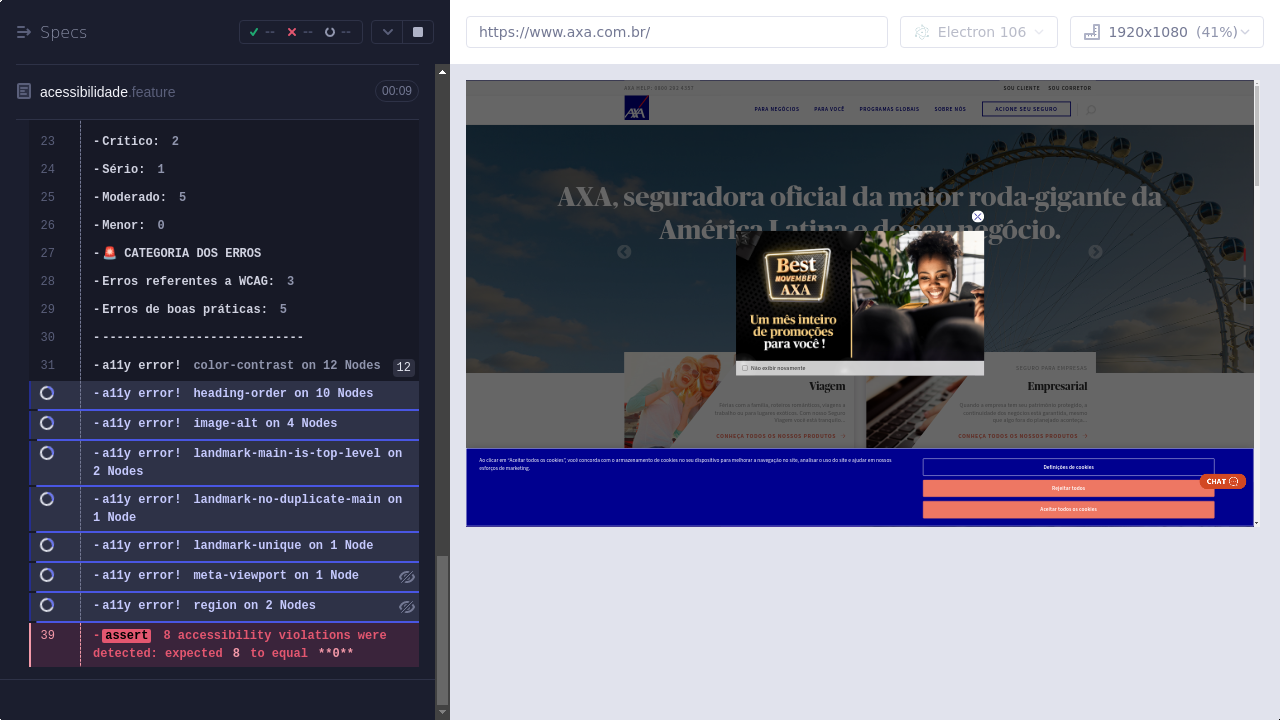 Specs
-- -- --
https://www.axa.com.br/
Electron 106
1920x1080 (41%)
acessibilidade feature
00:09
23 -Crítico: 2
24 -Sério: 1
25 -Moderado: 5
26 -Menor: 0
27 -🚨 CATEGORIA DOS ERROS
28 -Erros referentes a WCAG: 3
29 -Erros de boas práticas: 5
30 -----------------------------
31 -a11y error! color-contrast on 12 Nodes 12
-a11y error! heading-order on 10 Nodes
-a11y error! image-alt on 4 Nodes
-a11y error! landmark-main-is-top-level on
-a11y error! landmark-no-duplicate-main on
1 Node
-a11y error! landmark-unique on 1 Node
-a11y error! meta-viewport on 1 Node
-a11y error! region on 2 Nodes
39 -assert 8 accessibility violations were
detected: expected 8 to equal **0**
SOU CLIENTE SOU CORRETOR
AXA
PARA NEGÓCIOS PARA VOCÊ PROGRAMAS GLOBAIS SOBRE NÓS ACIONE SEU SEGURO
AXA, seguradora oficial da maior roda-gigante da
América Latina e do seu negócio.
Best
NOVEMBER
AXA
Um mês inteiro
de promoções
para você !
Não exibir novamente
Viagem
CONHEÇA TODOS OS NOSSOS PRODUTOS
SEGURO PARA EMPRESAS
Empresarial
CONHEÇA TODOS OS NOSSOS PRODUTOS
Ao clicar em "Aceitar todos os cookies", você concorda com o armazenamento de cookies no seu dispositivo para melhorar a navegação no site, analisar o uso do site e ajudar em nossos
esforços de marketing.
Definições de cookies
Rejeitar todos
Aceitar todos os cookies
CHAT